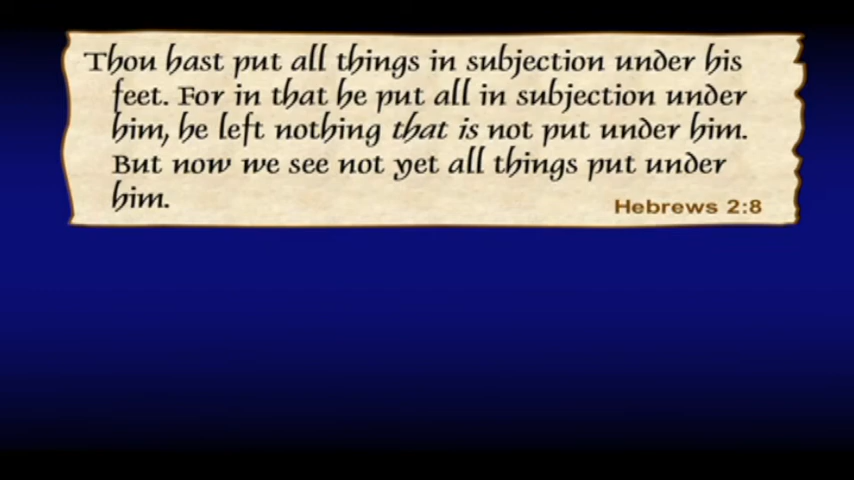 Thou hast put all things in subjection under his
feet. For in that he put all in subjection under
him, he left nothing that is not put under him.
But now we see not yet all things put under
him.
Hebrews 2:8